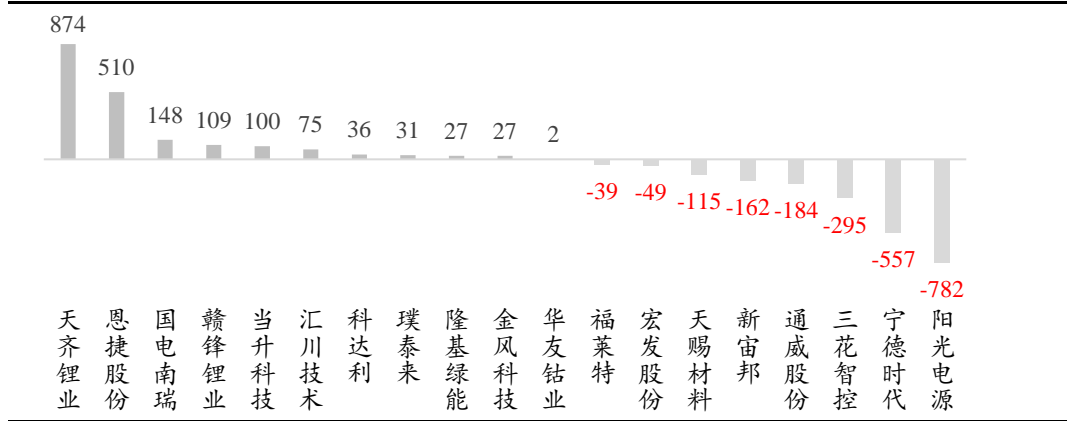 874
510
148 109 100 75 36 31 27 27 2
-39 -49 -115 -162 -184 -295 -557 -782
天齐锂业
恩捷股份
国电南瑞
赣锋锂业
当升科技
汇川技术
科达利
璞泰来
隆基绿能
金风科技
华友钴业
福莱特
宏发股份
天赐材料
新宙邦
通威股份
三花智控
宁德时代
阳光电源